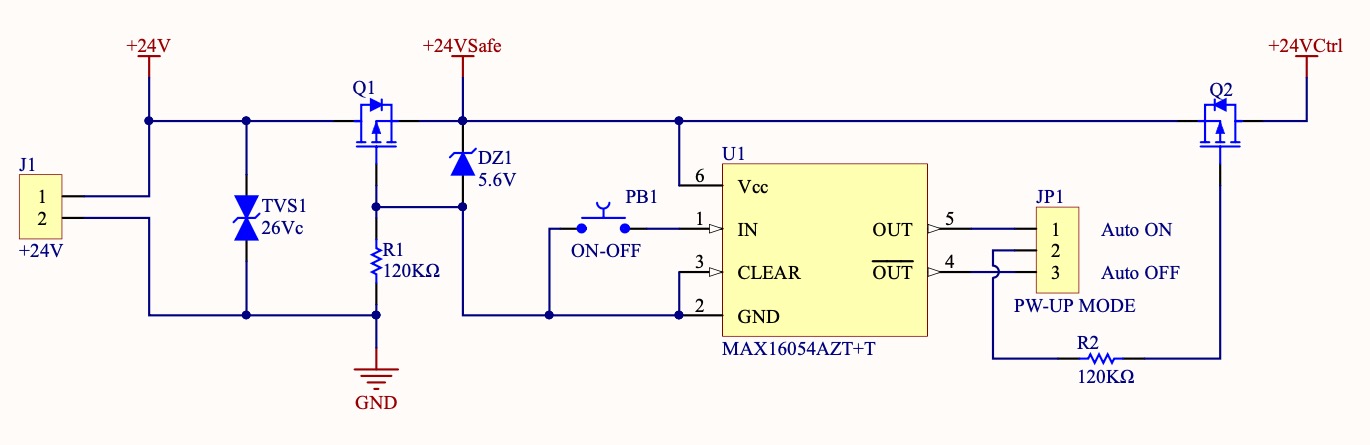 +24V
+24VSafe
+24VCtrl
Q1
Q2
J1
1
2
+24V
TVS1
26Vc
DZ1
5.6V
R1
120KΩ
GND
PB1
ON-OFF
U1
6
Vcc
1
IN
3
CLEAR
2
GND
OUT
5
OUT
4
MAX16054AZT+T
JP1
1
2
3
Auto ON
Auto OFF
PW-UP MODE
R2
120KΩ